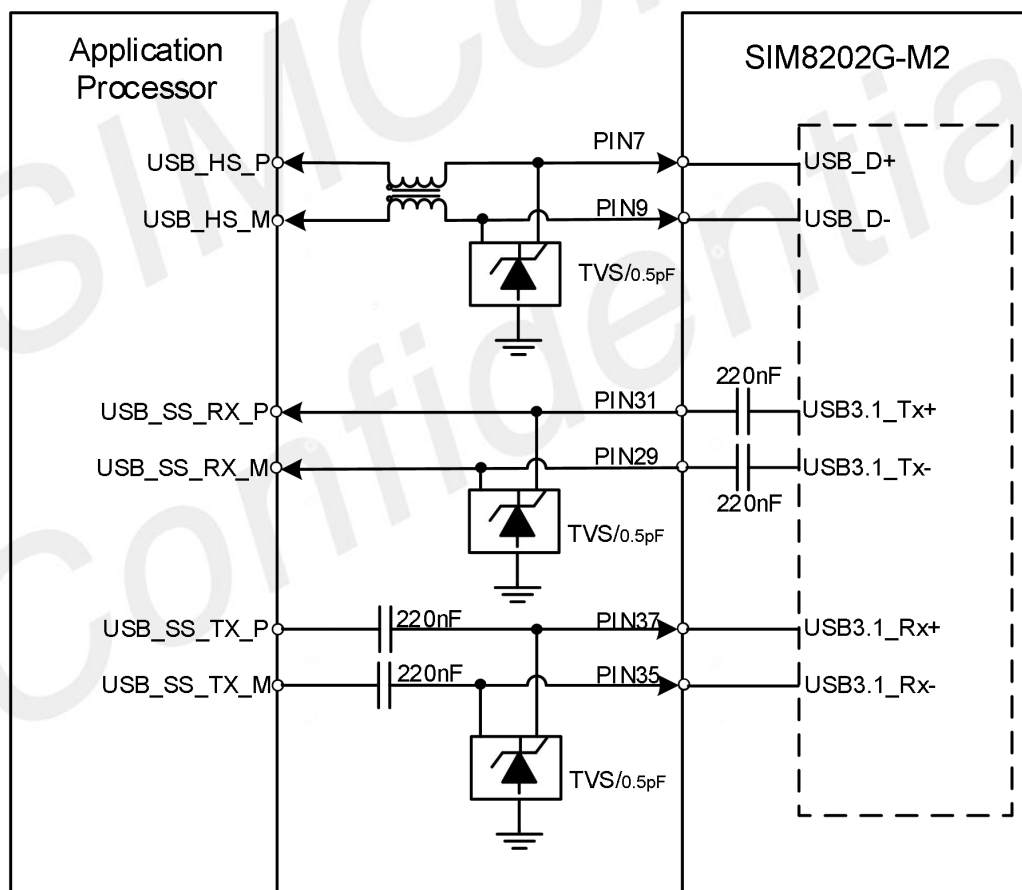 SIMCom
Confidential
Application
Processor
SIM8202G-M2
USB_HS_P
PIN7
USB_D+
USB_HS_M
PIN9
USB_D-
TVS/0.5pF
220nF
USB_SS_RX_P
PIN31
USB3.1_Tx+
USB_SS_RX_M
PIN29
USB3.1_Tx-
220nF
TVS/0.5pF
USB_SS_TX_P
220nF
PIN37
USB3.1_Rx+
USB_SS_TX_M
220nF
PIN35
USB3.1_Rx-
TVS/0.5pF